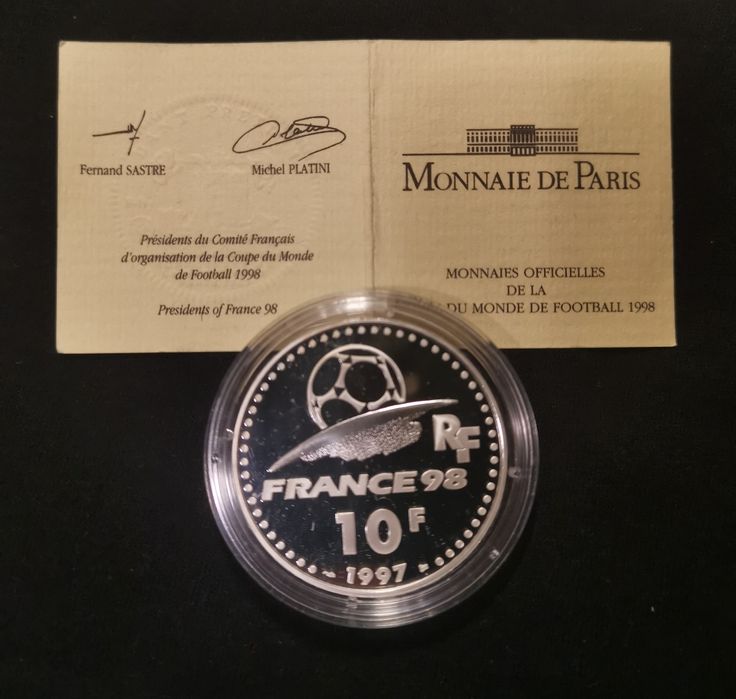 Fernand SASTRE
Michel PLATINI
Présidents du Comité Français
d'organisation de la Coupe du Monde
de Football 1998
Presidents of France 98
MONNAIE DE PARIS
MONNAIES OFFICIELLES
DE LA
DU MONDE DE FOOTBALL 1998
RF
FRANCE 98
10F
1997